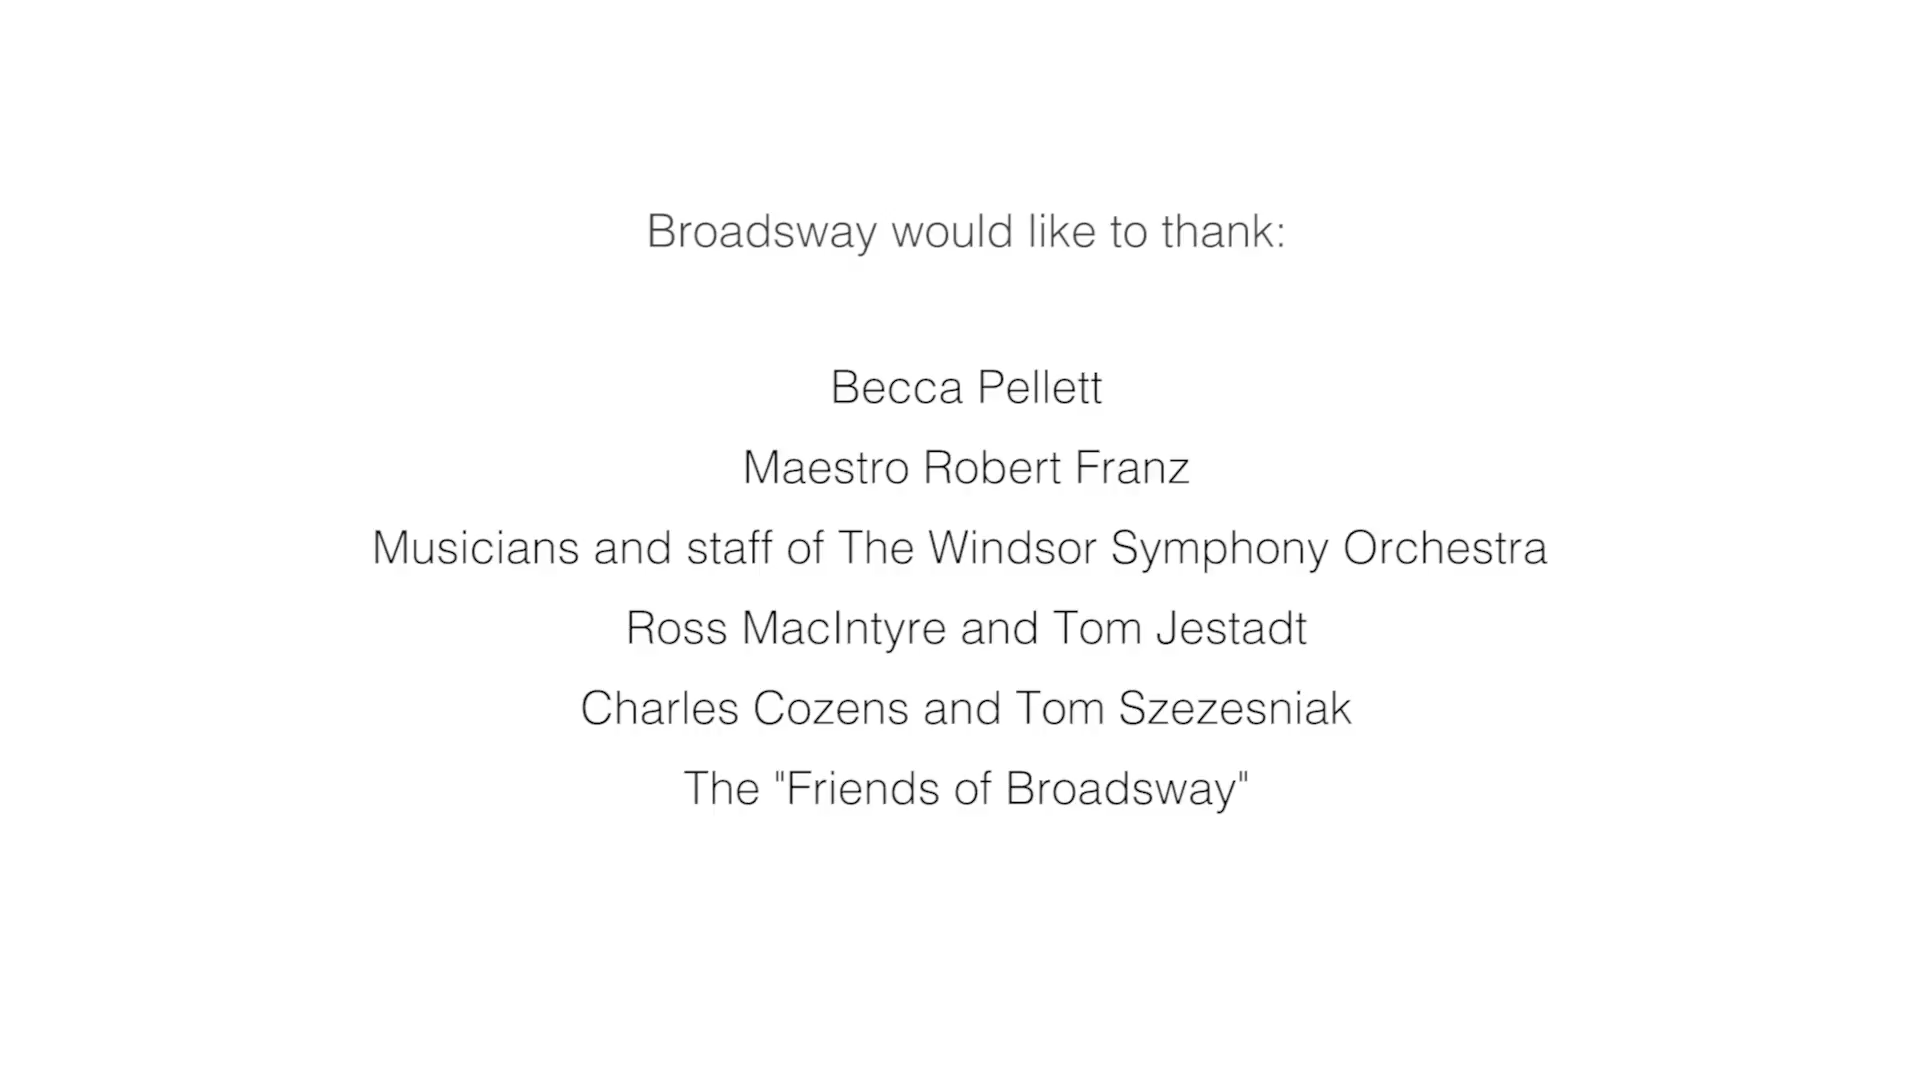 Broadsway would like to thank:
Becca Pellett
Maestro Robert Franz
Musicians and staff of The Windsor Symphony Orchestra
Ross MacIntyre and Tom Jestadt
Charles Cozens and Tom Szezesniak
The "Friends of Broadsway"